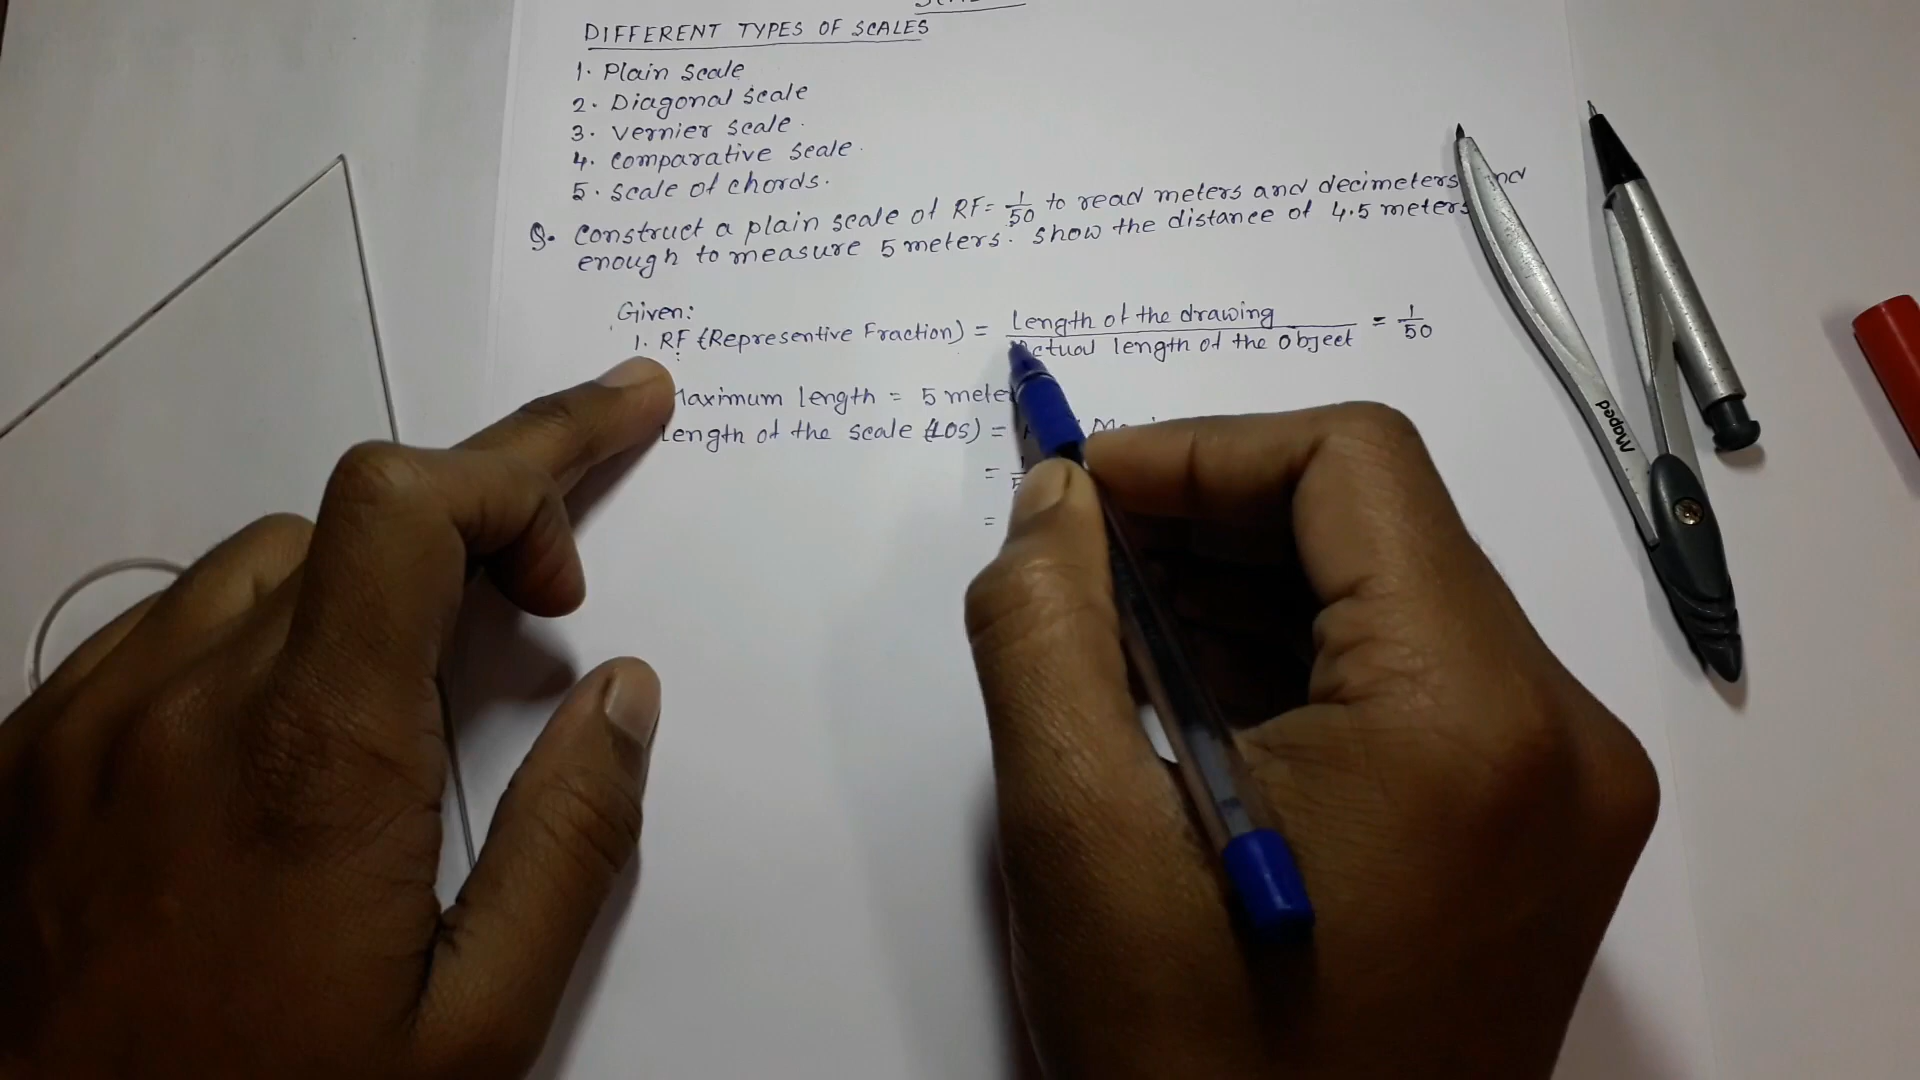 DIFFERENT TYPES OF SCALES
1. Plain scale
2. Diagonal scale
3. Vernier scale.
4. comparative scale.
5. scale of chords.
Q. Construct a plain scale of RF = 1/50 to read meters and decimeters and
enough to measure 5 meters. Show the distance of 4.5 meters
Given:
1. RF (Representive Fraction) = Length of the drawing / Actual length of the object = 1/50
Maximum length = 5 meter
Length of the scale (LOS) =
=
=
Maped